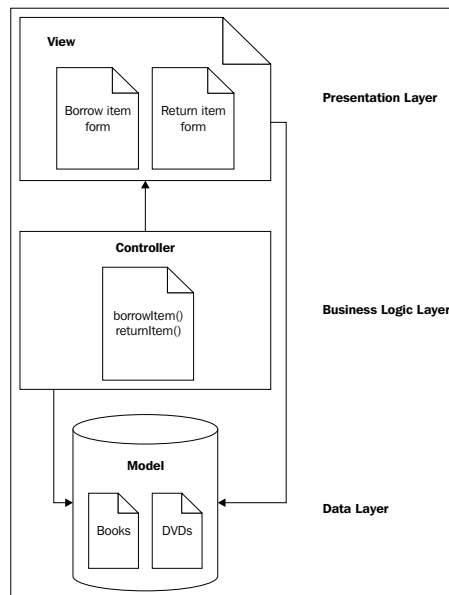 View
Borrow item
form
Return item
form
Presentation Layer
Controller
borrowItem()
returnItem()
Business Logic Layer
Model
Books
DVDs
Data Layer